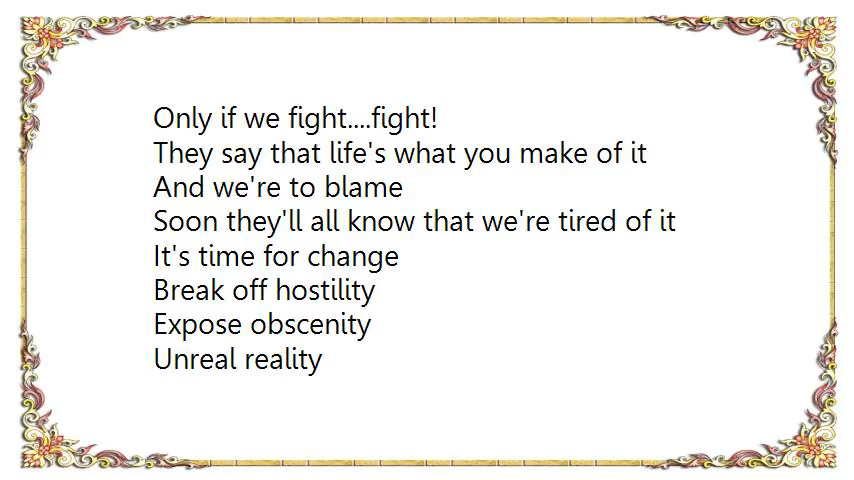 Only if we fight....fight!
They say that life's what you make of it
And we're to blame
Soon they'll all know that we're tired of it
It's time for change
Break off hostility
Expose obscenity
Unreal reality